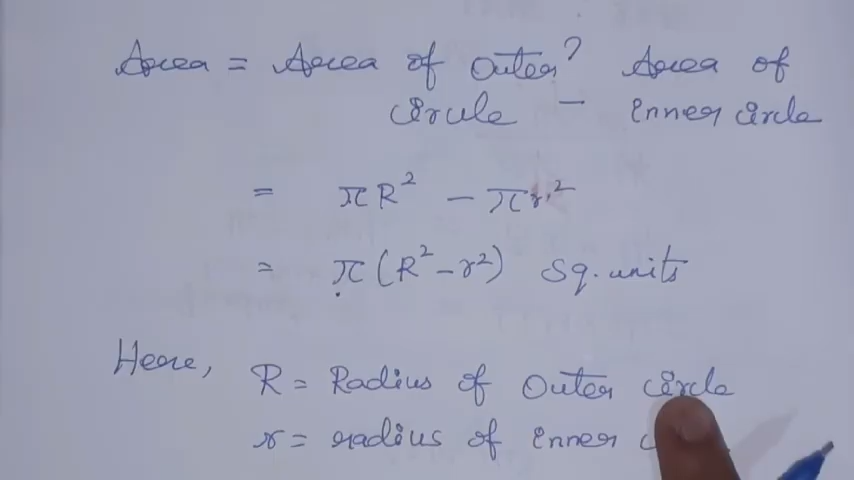 Area = Area of Outer? Area of
circle - inner circle
= πR² - πr²
= π(R²-r²) Sq. units
Here, R = Radius of Outer circle
r = radius of inner